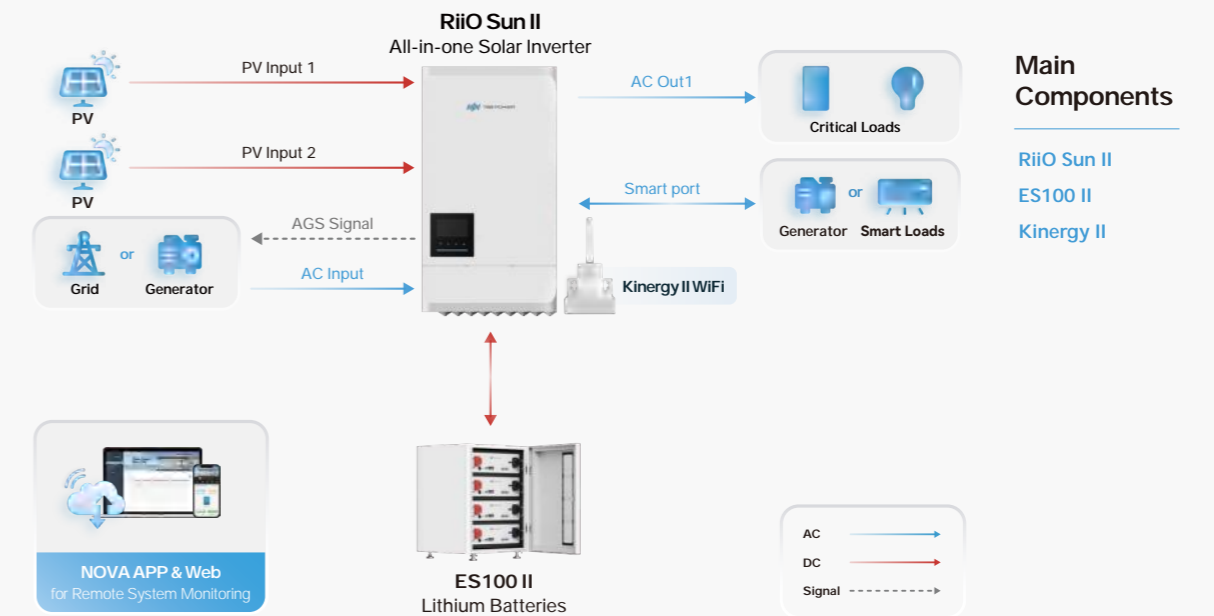 RiiO Sun II
All-in-one Solar Inverter
PV Input 1
PV
PV Input 2
PV
AGS Signal
AC Input
Grid
or
Generator
TBB POWER
AC Out1
Critical Loads
Smart port
Generator
or
Smart Loads
Kinergy II WiFi
Main
Components
RiiO Sun II
ES100 II
Kinergy II
NOVA APP & Web
for Remote System Monitoring
ES100 II
Lithium Batteries
AC
DC
Signal